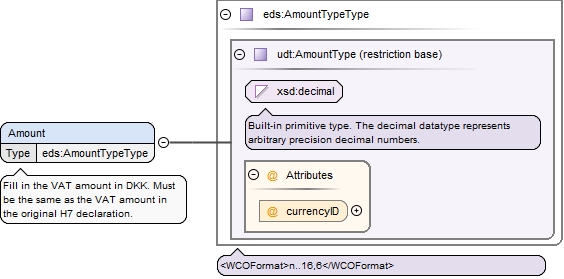 eds:AmountTypeType
udt:AmountType (restriction base)
xsd:decimal
Built-in primitive type. The decimal datatype represents
arbitrary precision decimal numbers.
Amount
Type eds:AmountTypeType
Fill in the VAT amount in DKK. Must
be the same as the VAT amount in
the original H7 declaration.
@ Attributes
@ currencyID
<WCOFormat>n..16,6</WCOFormat>